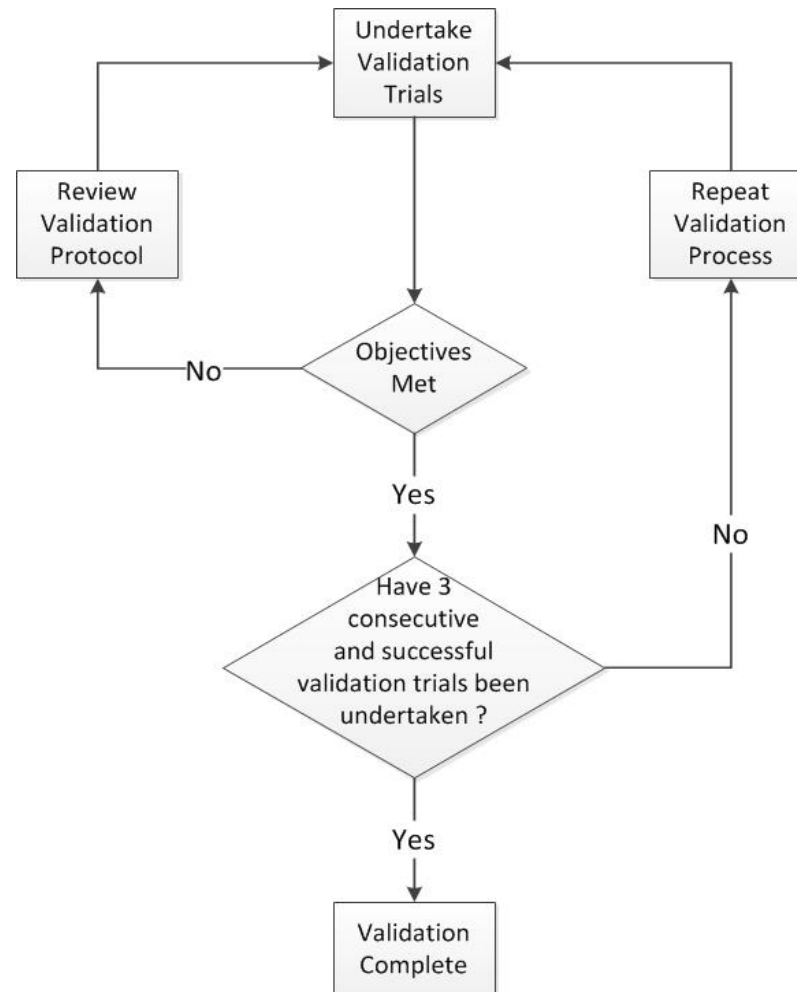 Undertake
Validation
Trials
Review
Validation
Protocol
Repeat
Validation
Process
Objectives
Met
No
Yes
No
Have 3
consecutive
and successful
validation trials been
undertaken ?
Yes
Validation
Complete